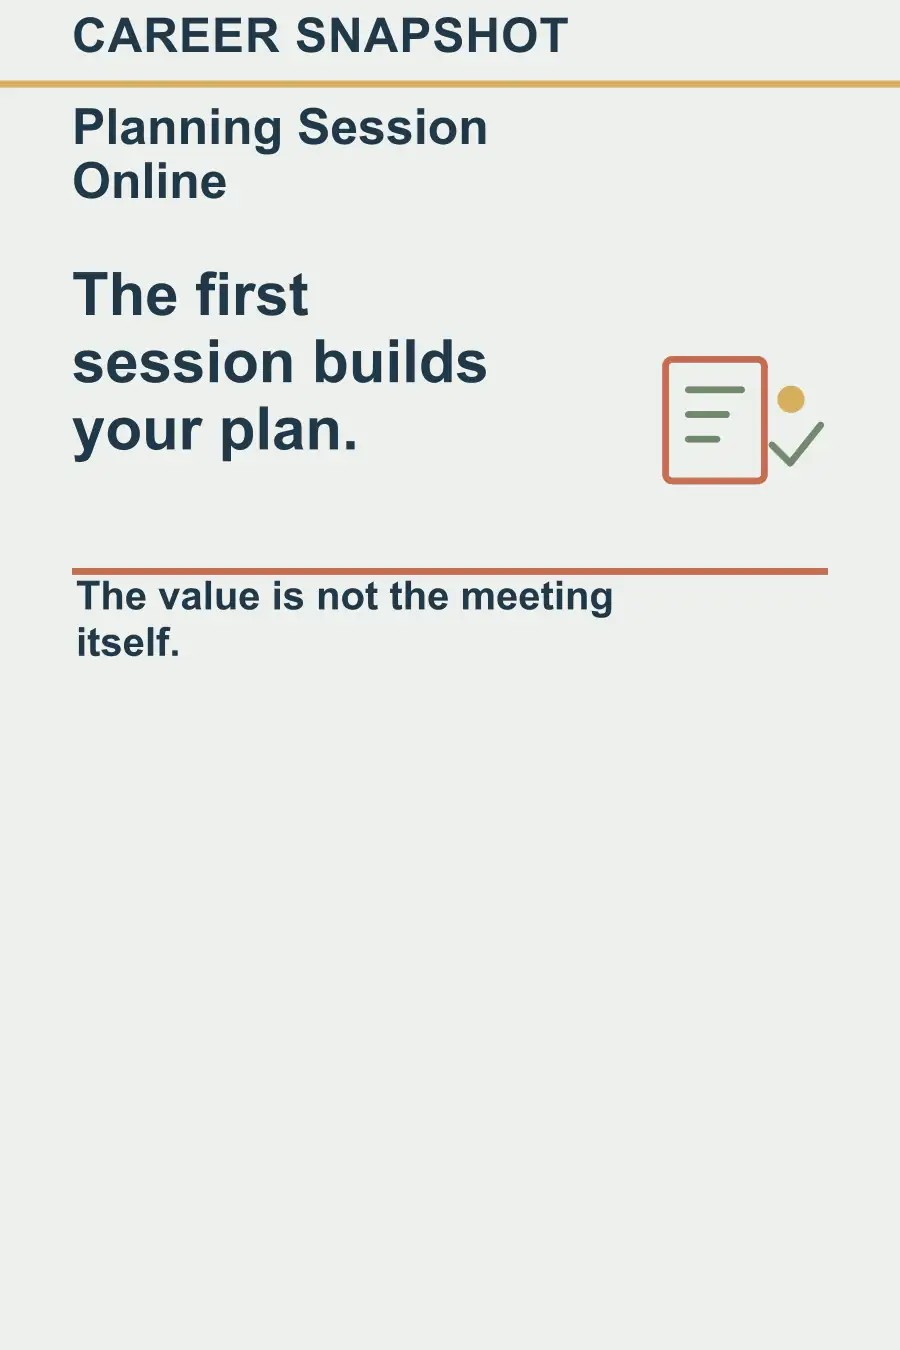 CAREER SNAPSHOT
Planning Session
Online
The first
session builds
your plan.
The value is not the meeting
itself.